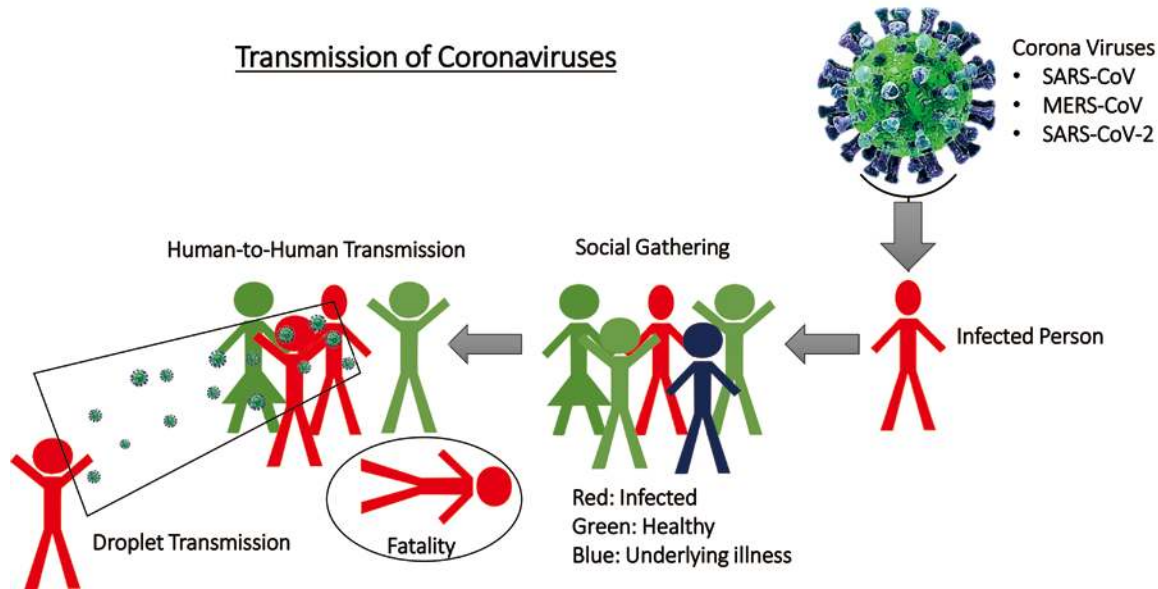 Transmission of Coronaviruses
Corona Viruses
• SARS-CoV
• MERS-CoV
• SARS-CoV-2
Human-to-Human Transmission
Social Gathering
Infected Person
Droplet Transmission
Fatality
Red: Infected
Green: Healthy
Blue: Underlying illness